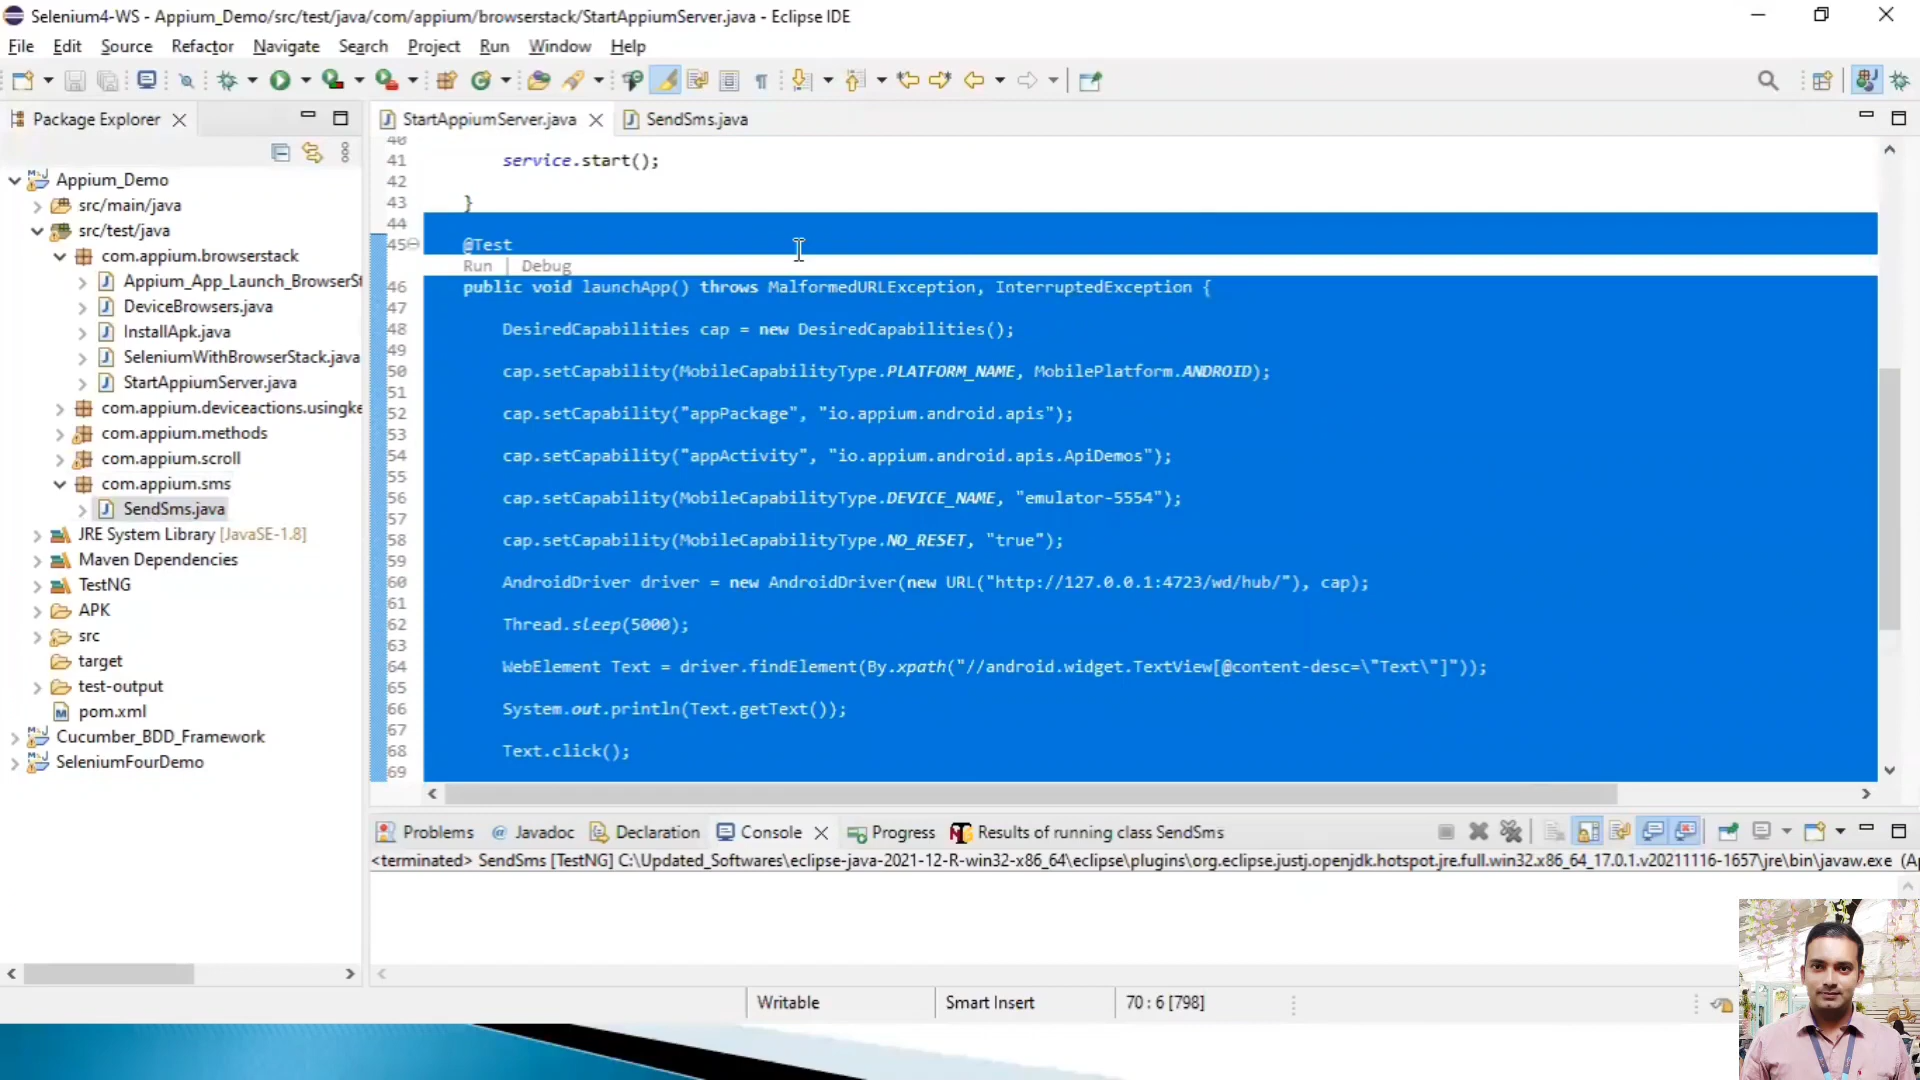 Selenium4-WS - Appium_Demo/src/test/java/com/appium/browserstack/StartAppiumServer.java - Eclipse IDE
File Edit Source Refactor Navigate Search Project Run Window Help
Package Explorer
StartAppiumServer.java SendSms.java
Appium_Demo
src/main/java
src/test/java
com.appium.browserstack
Appium_App_Launch_BrowserSt
DeviceBrowsers.java
InstallApk.java
SeleniumWithBrowserStack.java
StartAppiumServer.java
com.appium.deviceactions.usingke
com.appium.methods
com.appium.scroll
com.appium.sms
SendSms.java
JRE System Library [JavaSE-1.8]
Maven Dependencies
TestNG
APK
src
target
test-output
pom.xml
Cucumber_BDD_Framework
SeleniumFourDemo
40
41 service.start();
42
43 }
44
45 @Test
Run | Debug
46 public void launchApp() throws MalformedURLException, InterruptedException {
47
48 DesiredCapabilities cap = new DesiredCapabilities();
49
50 cap.setCapability(MobileCapabilityType.PLATFORM_NAME, MobilePlatform.ANDROID);
51
52 cap.setCapability("appPackage", "io.appium.android.apis");
53
54 cap.setCapability("appActivity", "io.appium.android.apis.ApiDemos");
55
56 cap.setCapability(MobileCapabilityType.DEVICE_NAME, "emulator-5554");
57
58 cap.setCapability(MobileCapabilityType.NO_RESET, "true");
59
60 AndroidDriver driver = new AndroidDriver(new URL("http://127.0.0.1:4723/wd/hub/"), cap);
61
62 Thread.sleep(5000);
63
64 WebElement Text = driver.findElement(By.xpath("//android.widget.TextView[@content-desc=\"Text\"]"));
65
66 System.out.println(Text.getText());
67
68 Text.click();
69
Problems Javadoc Declaration Console Progress Results of running class SendSms
<terminated> SendSms [TestNG] C:\Updated_Softwares\eclipse-java-2021-12-R-win32-x86_64\eclipse\plugins\org.eclipse.justj.openjdk.hotspot.jre.full.win32.x86_64_17.0.1.v20211116-1657\jre\bin\javaw.exe (A
Writable Smart Insert 70 : 6 [798]